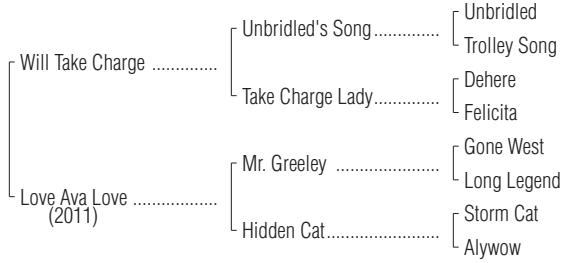 Unbridled
Unbridled's Song..............
Trolley Song
Will Take Charge ..............
Dehere
Take Charge Lady..............
Felicita
Gone West
Mr. Greeley ......................
Long Legend
Love Ava Love ..................
(2011)
Storm Cat
Hidden Cat........................
Alywow